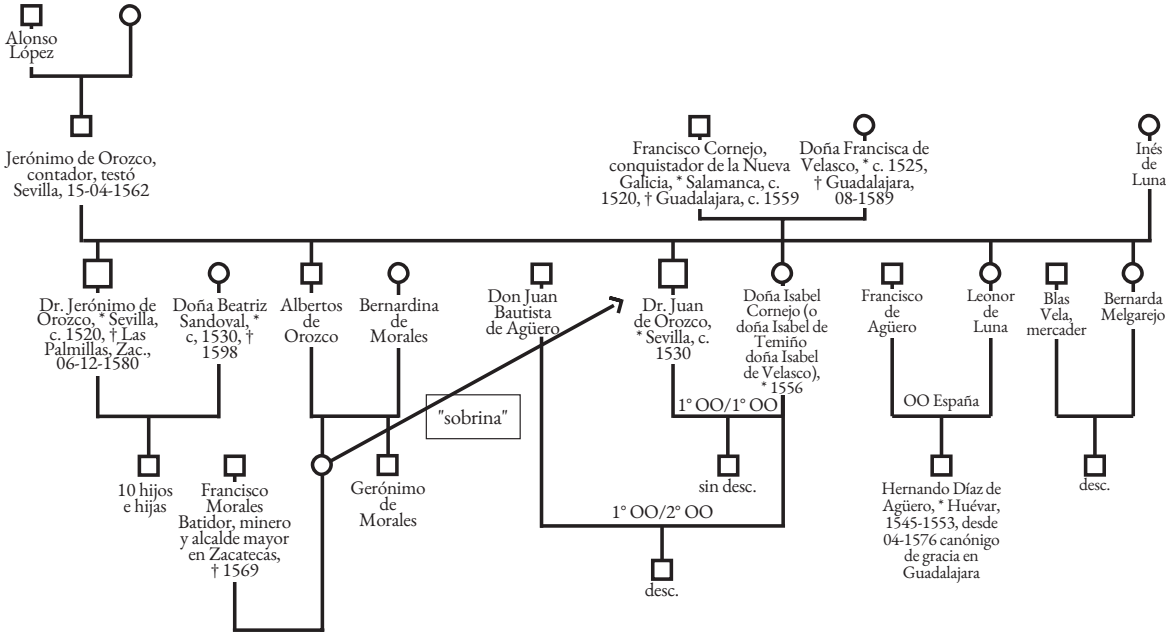 Alonso
López
Jerónimo de Orozco,
contador, testó
Sevilla, 15-04-1562
Francisco Cornejo,
conquistador de la Nueva
Galicia, * Salamanca, c.
1520, † Guadalajara, c. 1559
Doña Francisca de
Velasco, * c. 1525,
† Guadalajara,
08-1589
Inés
de
Luna
Dr. Jerónimo de
Orozco, * Sevilla,
c. 1520, † Las
Palmillas, Zac.,
06-12-1580
Doña Beatriz
Sandoval, *
c, 1530, †
1598
Albertos
de
Orozco
Bernardina
de
Morales
Don Juan
Bautista
de Agüero
Dr. Juan
de Orozco,
* Sevilla, c.
1530
Doña Isabel
Cornejo (o
doña Isabel de
Temiño
doña Isabel
de Velasco),
* 1556
Francisco
de
Agüero
Leonor
de
Luna
Blas
Vela,
mercader
Bernarda
Melgarejo
"sobrina"
1° OO/1° OO
OO España
10 hijos
e hijas
Francisco
Morales
Batidor, minero
y alcalde mayor
en Zacatecas,
† 1569
Gerónimo
de
Morales
sin desc.
1° OO/2° OO
desc.
Hernando Díaz de
Agüero, * Huévar,
1545-1553, desde
04-1576 canónigo
de gracia en
Guadalajara
desc.